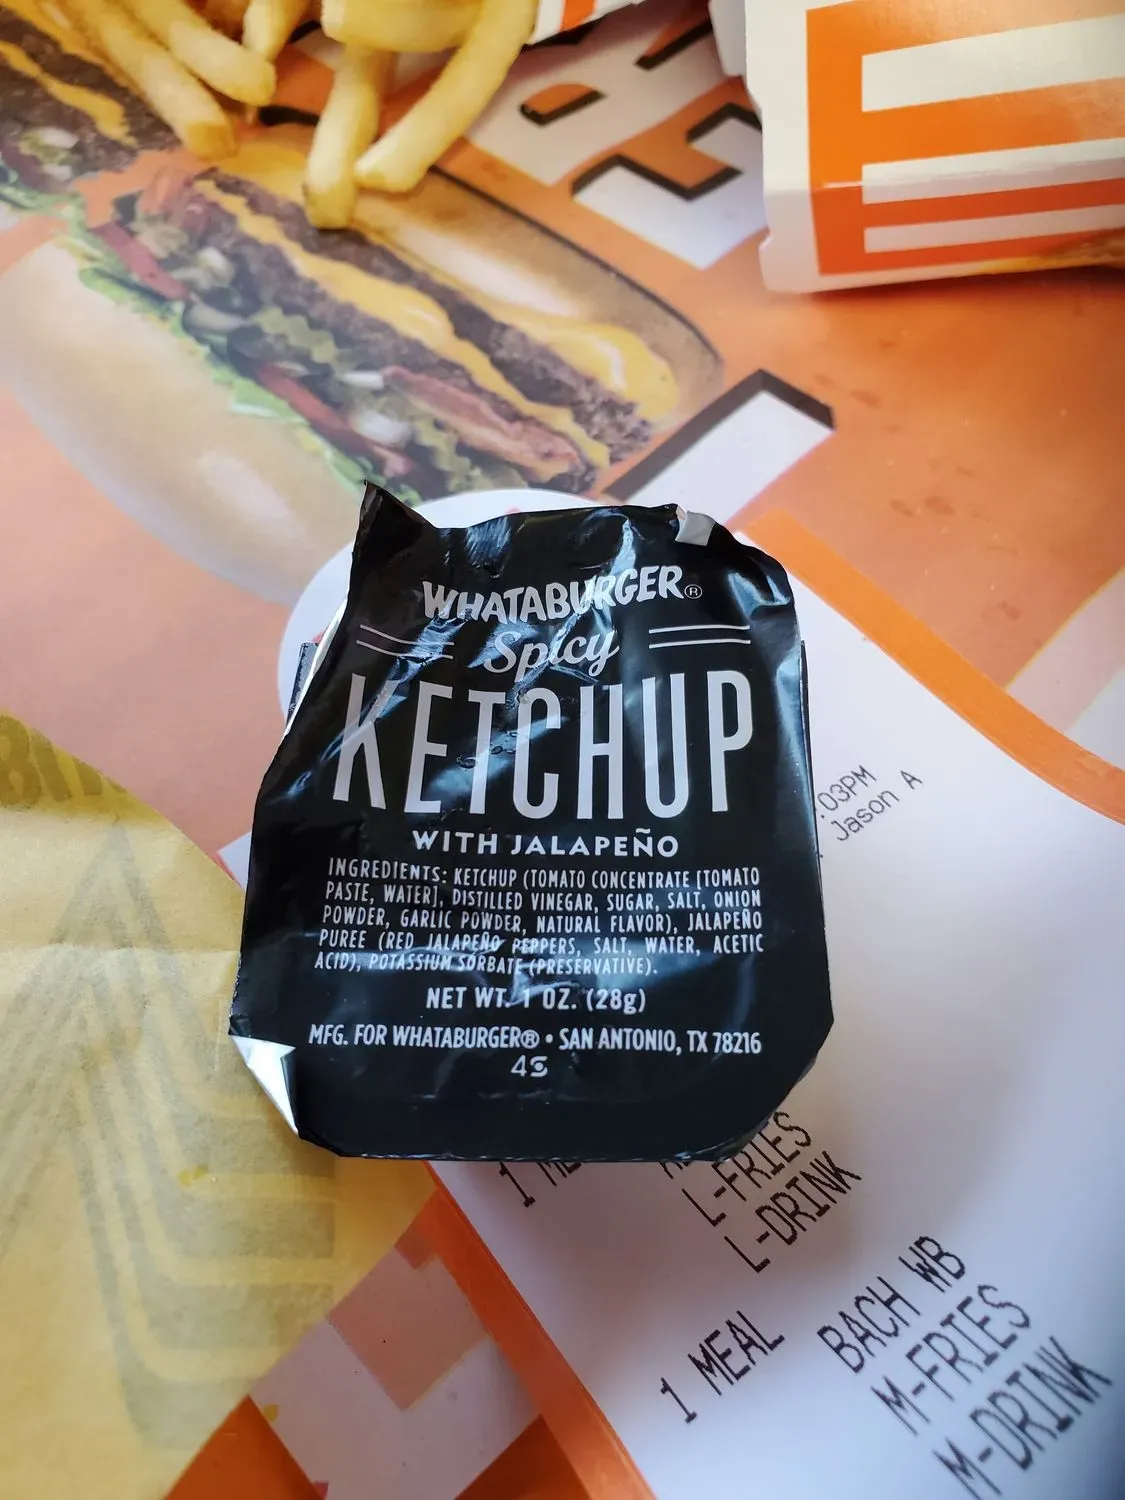 WHATABURGER®
Spicy
KETCHUP
WITH JALAPEÑO
INGREDIENTS: KETCHUP (TOMATO CONCENTRATE [TOMATO
PASTE, WATER], DISTILLED VINEGAR, SUGAR, SALT, ONION
POWDER, GARLIC POWDER, NATURAL FLAVOR), JALAPEÑO
PUREE (RED JALAPEÑO PEPPERS, SALT, WATER, ACETIC
ACID), POTASSIUM SORBATE (PRESERVATIVE).
NET WT. 1 OZ. (28g)
MFG. FOR WHATABURGER® • SAN ANTONIO, TX 78216
:03PM
Jason A
1
L-FRIES
L-DRINK
1 MEAL BACH WB
M-FRIES
M-DRINK